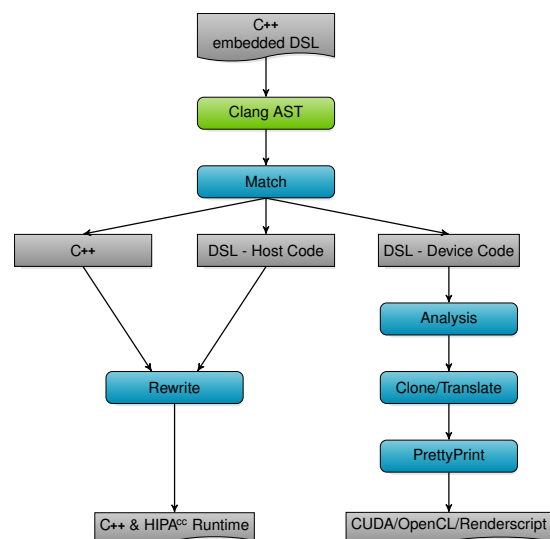 C++
embedded DSL
Clang AST
Match
C++
DSL - Host Code
DSL - Device Code
Analysis
Rewrite
Clone/Translate
PrettyPrint
C++ & HIPAcc Runtime
CUDA/OpenCL/Renderscript